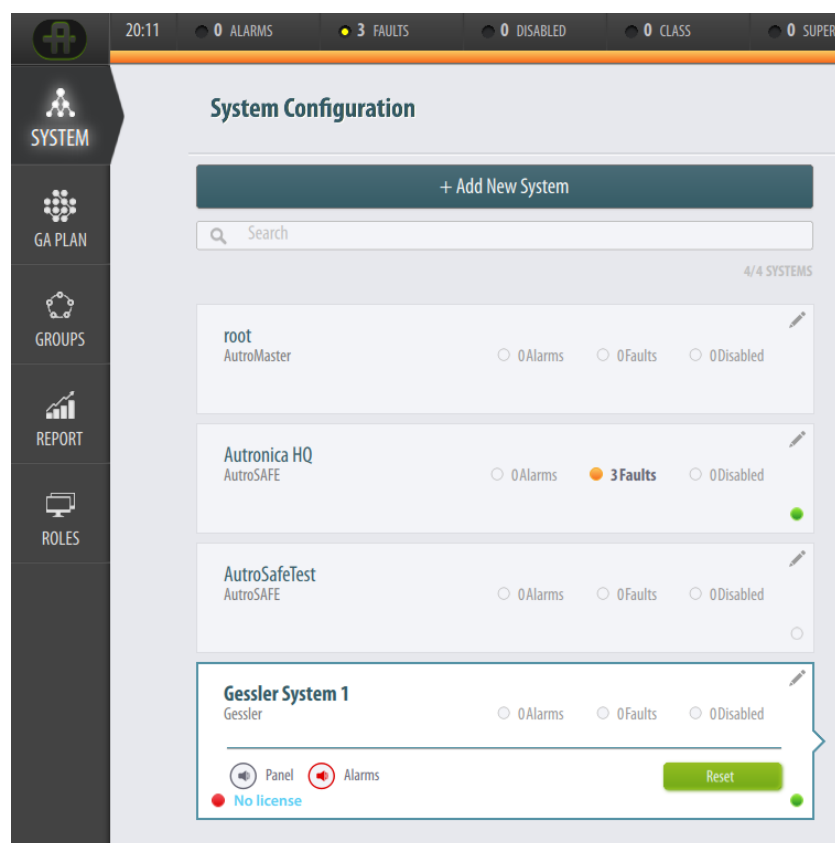 20:11 0 ALARMS 3 FAULTS 0 DISABLED 0 CLASS 0 SUPER
SYSTEM
GA PLAN
GROUPS
REPORT
ROLES
System Configuration
+ Add New System
Search
4/4 SYSTEMS
root
AutroMaster 0 Alarms 0 Faults 0 Disabled
Autronica HQ
AutroSAFE 0 Alarms 3 Faults 0 Disabled
AutroSafeTest
AutroSAFE 0 Alarms 0 Faults 0 Disabled
Gessler System 1
Gessler 0 Alarms 0 Faults 0 Disabled
Panel Alarms Reset
No license